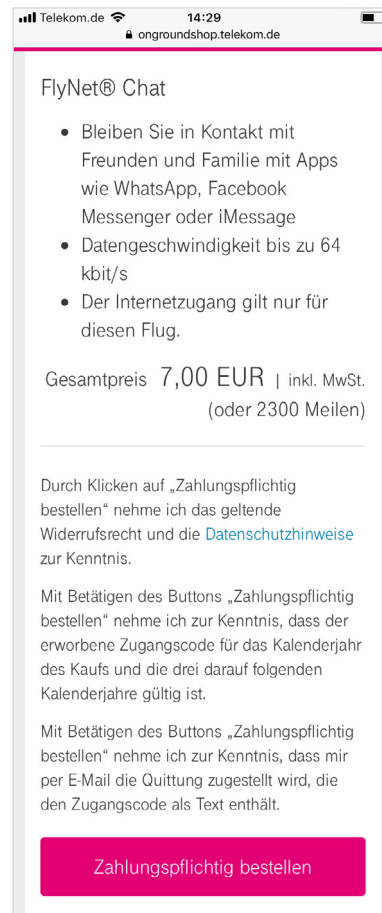 Telekom.de 14:29
ongroundshop.telekom.de
FlyNet® Chat
• Bleiben Sie in Kontakt mit
Freunden und Familie mit Apps
wie WhatsApp, Facebook
Messenger oder iMessage
• Datengeschwindigkeit bis zu 64
kbit/s
• Der Internetzugang gilt nur für
diesen Flug.
Gesamtpreis 7,00 EUR | inkl. MwSt.
(oder 2300 Meilen)
Durch Klicken auf „Zahlungspflichtig
bestellen“ nehme ich das geltende
Widerrufsrecht und die Datenschutzhinweise
zur Kenntnis.
Mit Betätigen des Buttons „Zahlungspflichtig
bestellen“ nehme ich zur Kenntnis, dass der
erworbene Zugangscode für das Kalenderjahr
des Kaufs und die drei darauf folgenden
Kalenderjahre gültig ist.
Mit Betätigen des Buttons „Zahlungspflichtig
bestellen“ nehme ich zur Kenntnis, dass mir
per E-Mail die Quittung zugestellt wird, die
den Zugangscode als Text enthält.
Zahlungspflichtig bestellen